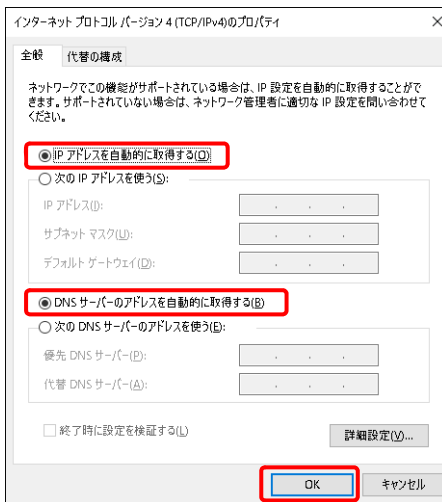 インターネット プロトコル バージョン 4 (TCP/IPv4)のプロパティ
全般 代替の構成
ネットワークでこの機能がサポートされている場合は、IP 設定を自動的に取得することがで
きます。サポートされていない場合は、ネットワーク管理者に適切な IP 設定を問い合わせて
ください。
IP アドレスを自動的に取得する(O)
次の IP アドレスを使う(S):
IP アドレス(I):
サブネット マスク(U):
デフォルト ゲートウェイ(D):
DNS サーバーのアドレスを自動的に取得する(B)
次の DNS サーバーのアドレスを使う(E):
優先 DNS サーバー(P):
代替 DNS サーバー(A):
終了時に設定を検証する(L)
詳細設定(V)...
OK キャンセル